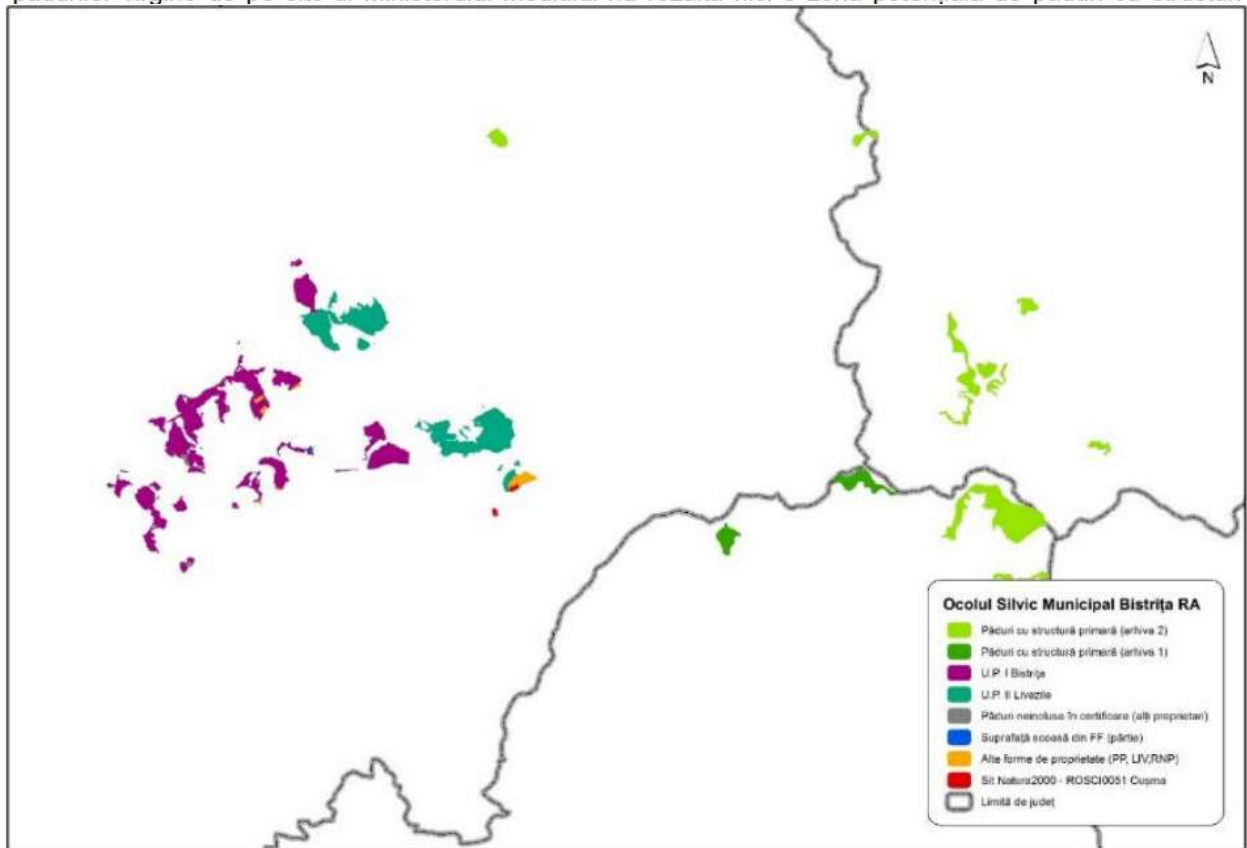 N
Ocolul Silvic Municipal Bistrița RA
Păduri cu structură primară (arhiva 2)
Păduri cu structură primară (arhiva 1)
U.P. I Bistrița
U.P. II Livezile
Păduri neincluse în certificare (alți proprietari)
Suprafață scoasă din FF (pârtie)
Alte forme de proprietate (PP, LIV,RNP)
Sit Natura2000 - ROSCI0051 Cușma
Limită de județ